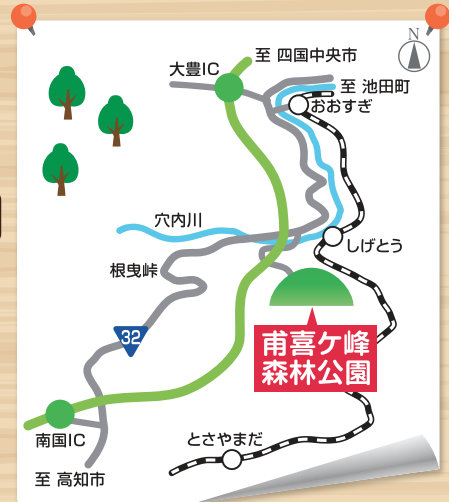 N
至 四国中央市
大豊IC
至 池田町
おおすぎ
穴内川
しげとう
根曳峠
32
甫喜ケ峰
森林公園
南国IC
とさやまだ
至 高知市